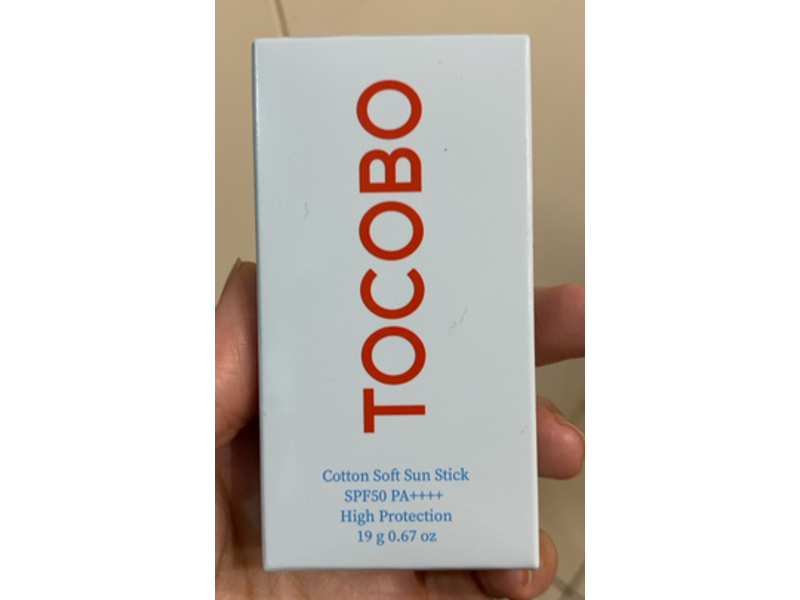 TOCOBO
Cotton Soft Sun Stick
SPF50 PA++++
High Protection
19 g 0.67 oz